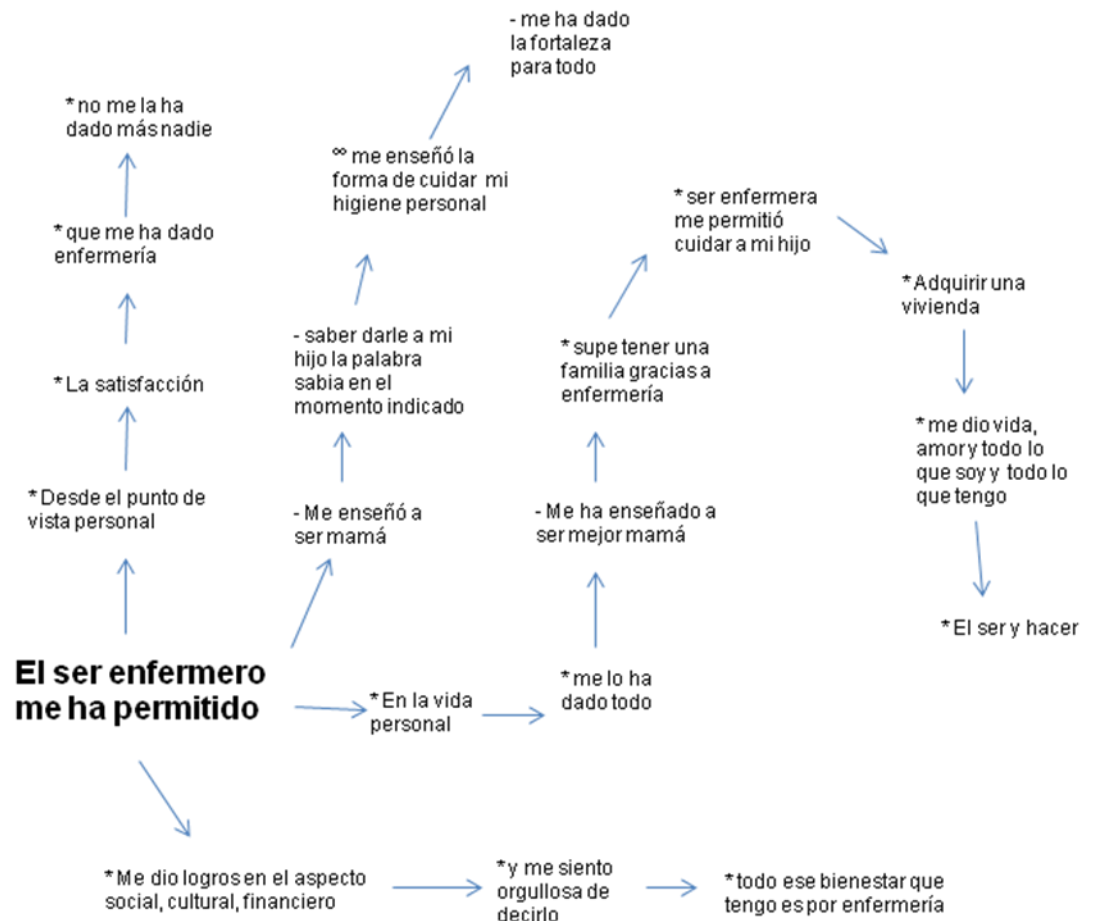 - me ha dado
la fortaleza
para todo
* no me la ha
dado más nadie
∞ me enseñó la
forma de cuidar mi
higiene personal
* ser enfermera
me permitió
cuidar a mi hijo
* que me ha dado
enfermería
* Adquirir una
vivienda
- saber darle a mi
hijo la palabra
sabia en el
momento indicado
* supe tener una
familia gracias a
enfermería
* La satisfacción
* me dio vida,
amor y todo lo
que soy y todo lo
que tengo
* Desde el punto de
vista personal
- Me enseñó a
ser mamá
- Me ha enseñado a
ser mejor mamá
* El ser y hacer
El ser enfermero
me ha permitido
* En la vida
personal
* me lo ha
dado todo
* Me dio logros en el aspecto
social, cultural, financiero
* y me siento
orgullosa de
decirlo
* todo ese bienestar que
tengo es por enfermería